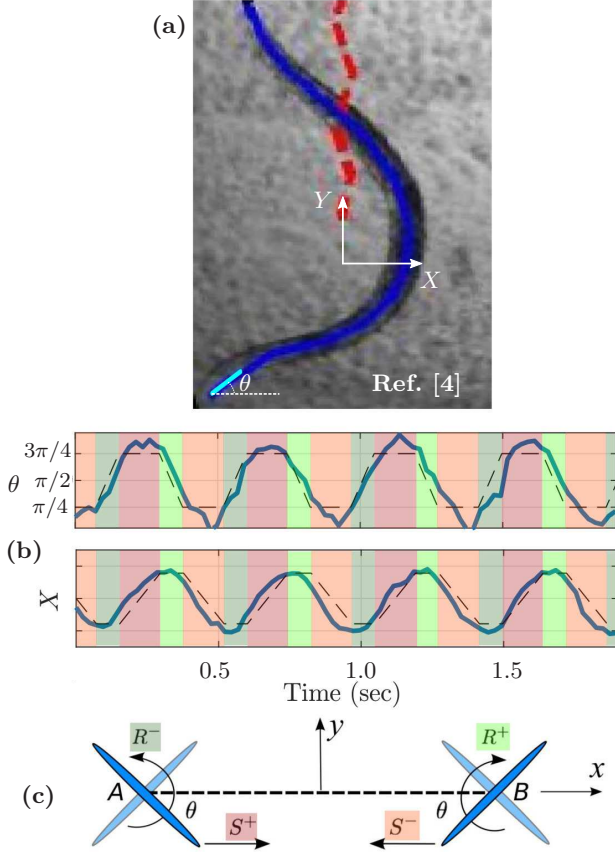 (a)
Y
X
θ
Ref. [4]
3π/4
θ π/2
π/4
(b)
X
0.5 1.0 1.5
Time (sec)
R⁻ y R⁺
A B x
(c) θ θ
S⁺ S⁻